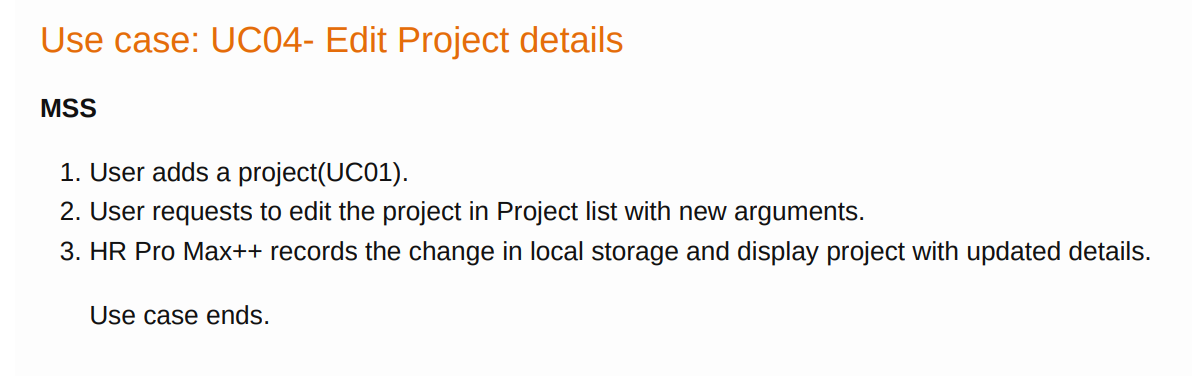 Use case: UC04- Edit Project details
MSS
1. User adds a project(UC01).
2. User requests to edit the project in Project list with new arguments.
3. HR Pro Max++ records the change in local storage and display project with updated details.
Use case ends.